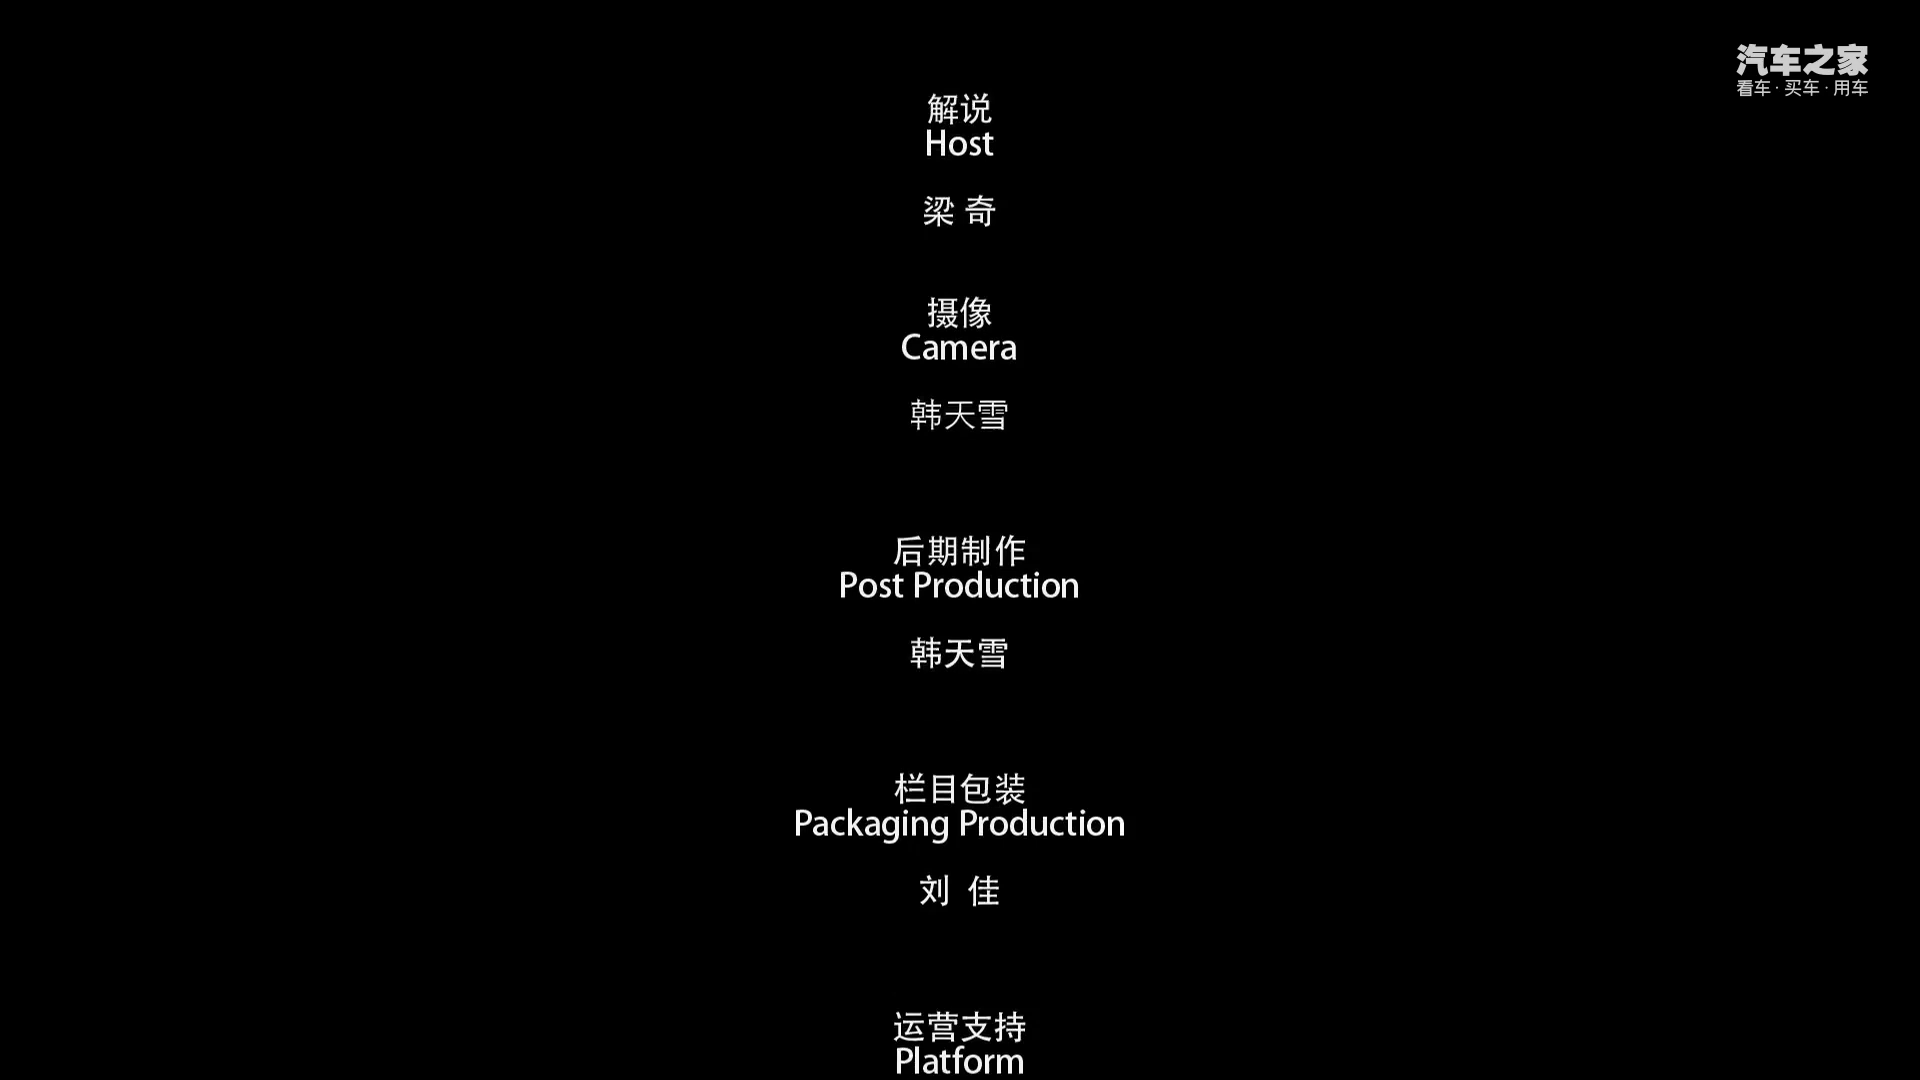 汽车之家
看车·买车·用车
解说
Host
梁 奇
摄像
Camera
韩天雪
后期制作
Post Production
韩天雪
栏目包装
Packaging Production
刘 佳
运营支持
Platform